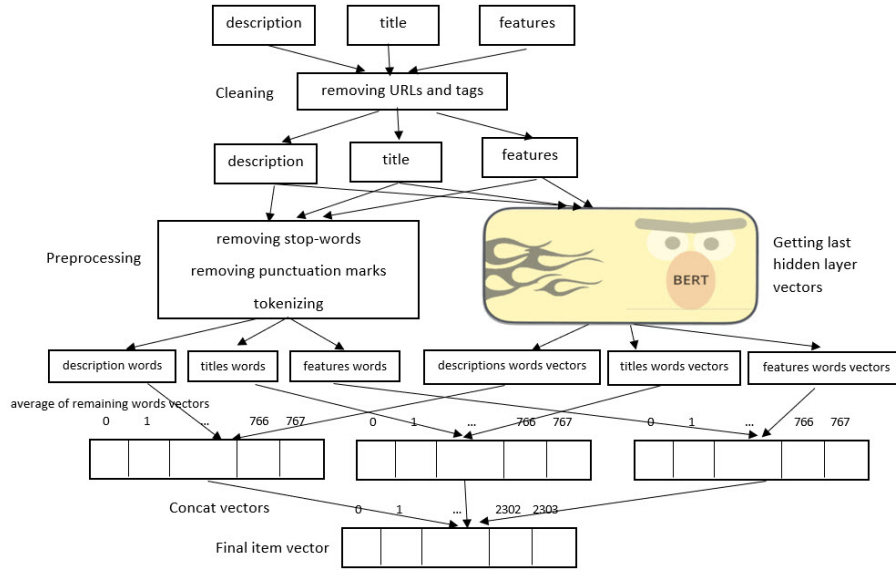 description
title
features
Cleaning
removing URLs and tags
description
title
features
Preprocessing
removing stop-words
removing punctuation marks
tokenizing
BERT
Getting last
hidden layer
vectors
description words
titles words
features words
descriptions words vectors
titles words vectors
features words vectors
average of remaining words vectors
0 1 ... 766 767
0 1 ... 766 767
0 1 ... 766 767
Concat vectors
0 1 ... 2302 2303
Final item vector